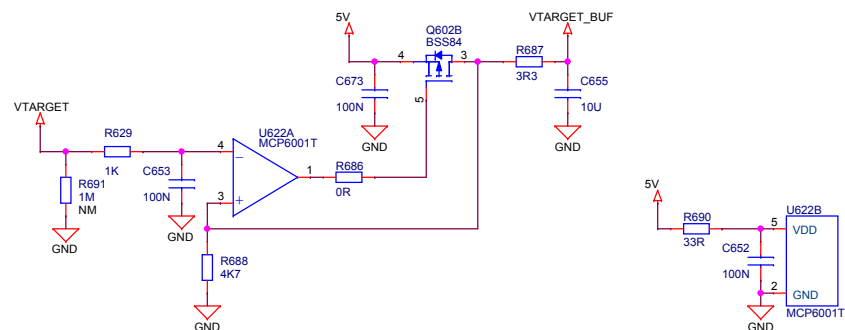 5V
Q602B
BSS84
VTARGET_BUF
4
3
R687
3R3
C673
100N
5
C655
10U
GND
GND
VTARGET
R629
1K
4
U622A
MCP6001T
1
R686
0R
R691
1M
NM
C653
100N
3
GND
GND
R688
4K7
GND
5V
R690
33R
5
U622B
VDD
C652
100N
2
GND
MCP6001T
GND